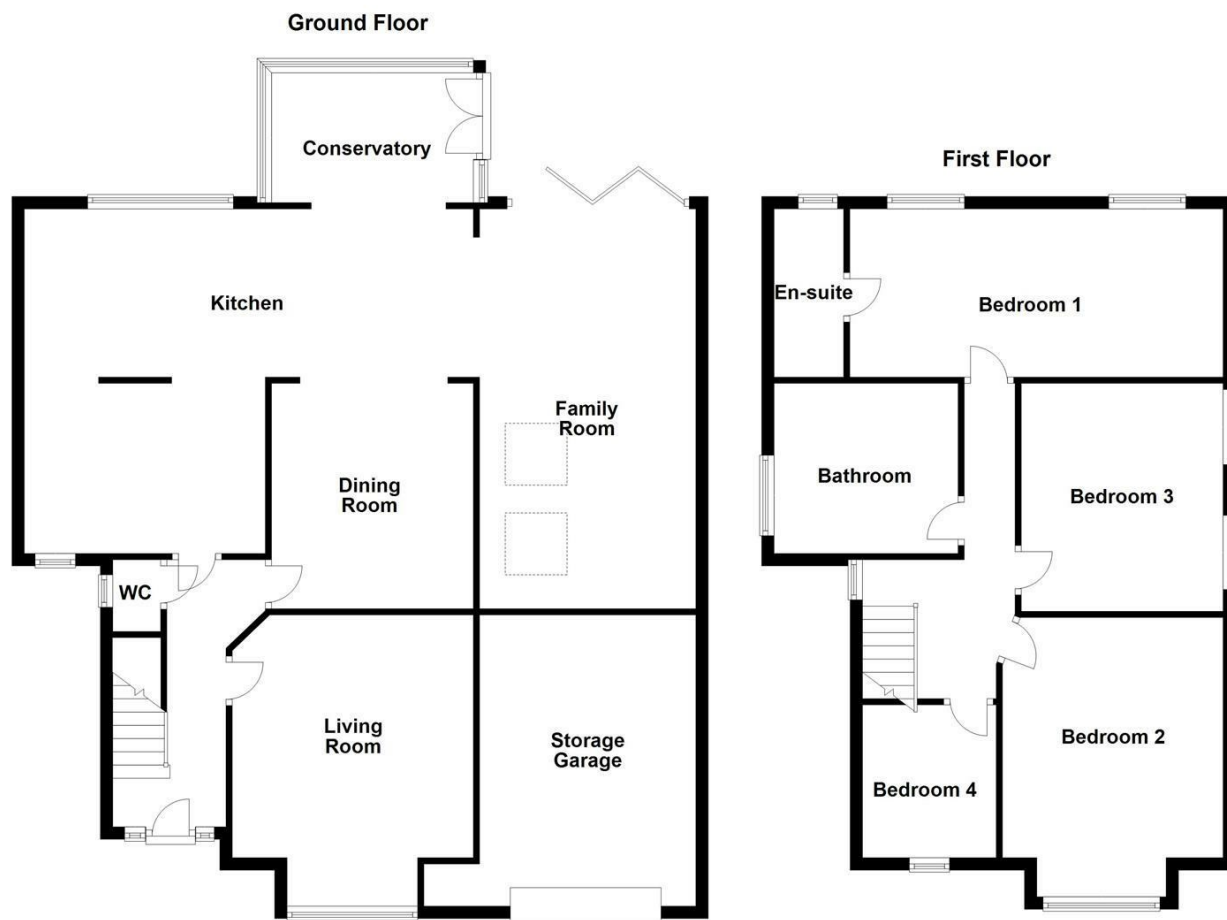 Ground Floor
Conservatory
Kitchen
Family
Room
Dining
Room
WC
Living
Room
Storage
Garage
First Floor
En-suite
Bedroom 1
Bathroom
Bedroom 3
Bedroom 2
Bedroom 4